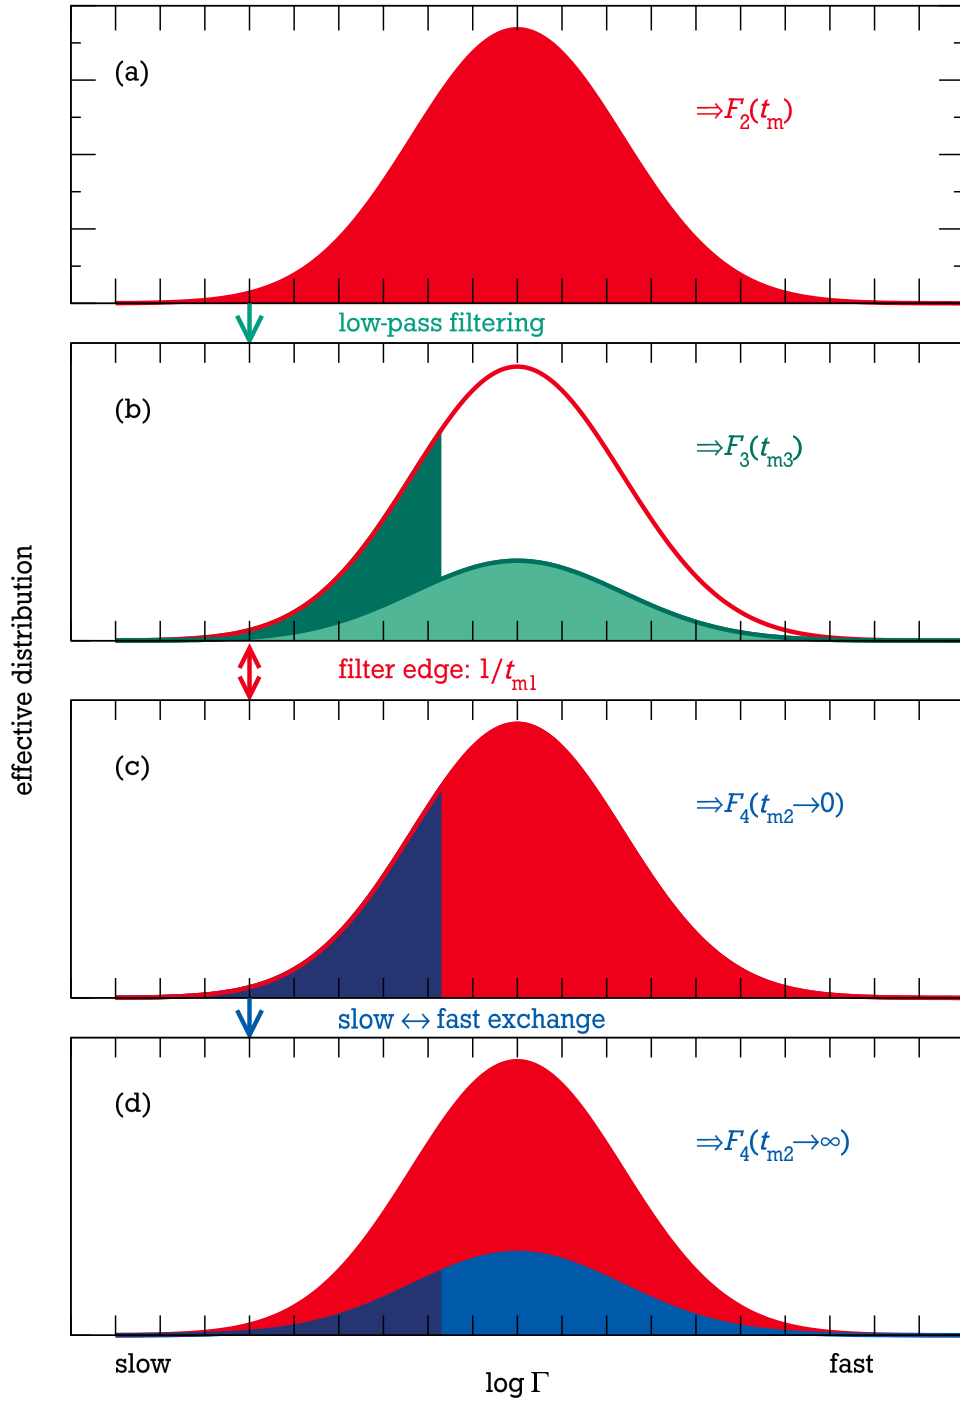 (a)
⇒F₂(tₘ)
low-pass filtering
(b)
⇒F₃(tₘ₃)
filter edge: 1/tₘ₁
effective distribution
(c)
⇒F₄(tₘ₂→0)
slow ↔ fast exchange
(d)
⇒F₄(tₘ₂→∞)
slow
fast
log Γ